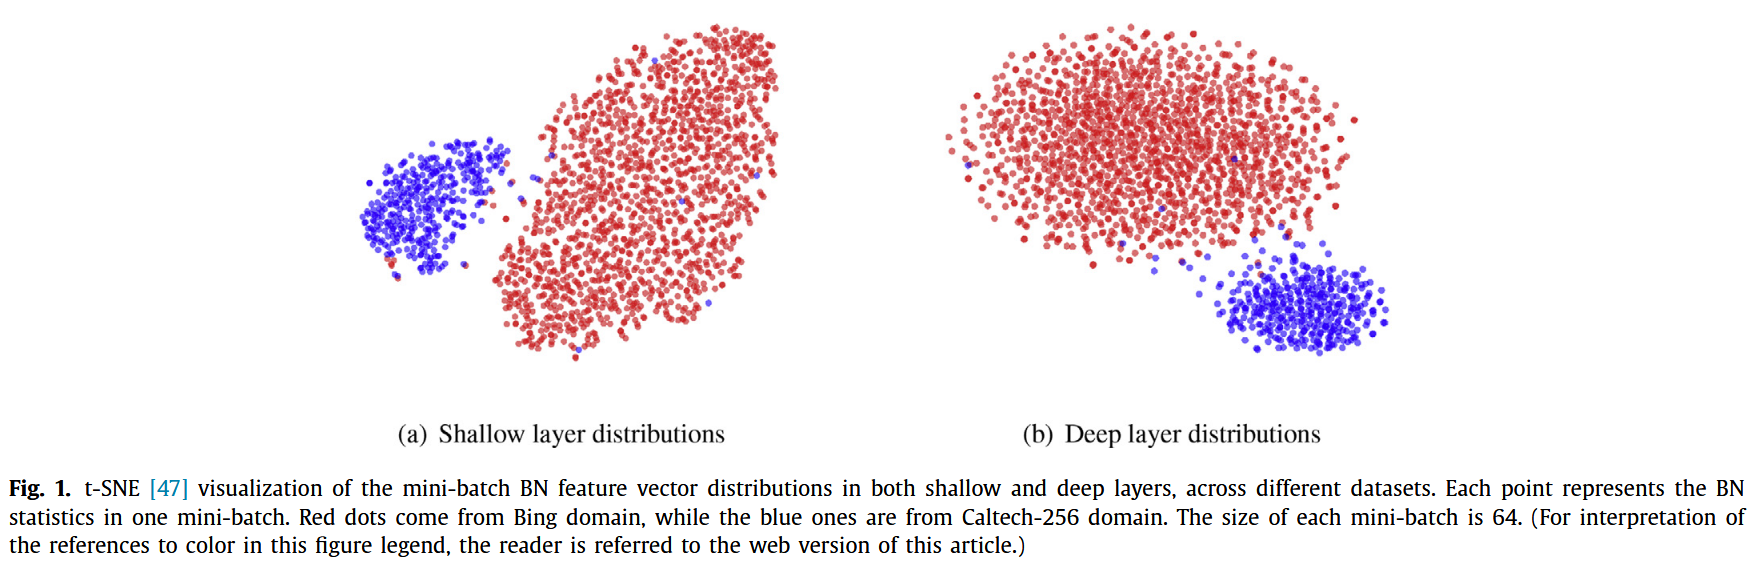 (a) Shallow layer distributions
(b) Deep layer distributions
Fig. 1. t-SNE [47] visualization of the mini-batch BN feature vector distributions in both shallow and deep layers, across different datasets. Each point represents the BN
statistics in one mini-batch. Red dots come from Bing domain, while the blue ones are from Caltech-256 domain. The size of each mini-batch is 64. (For interpretation of
the references to color in this figure legend, the reader is referred to the web version of this article.)